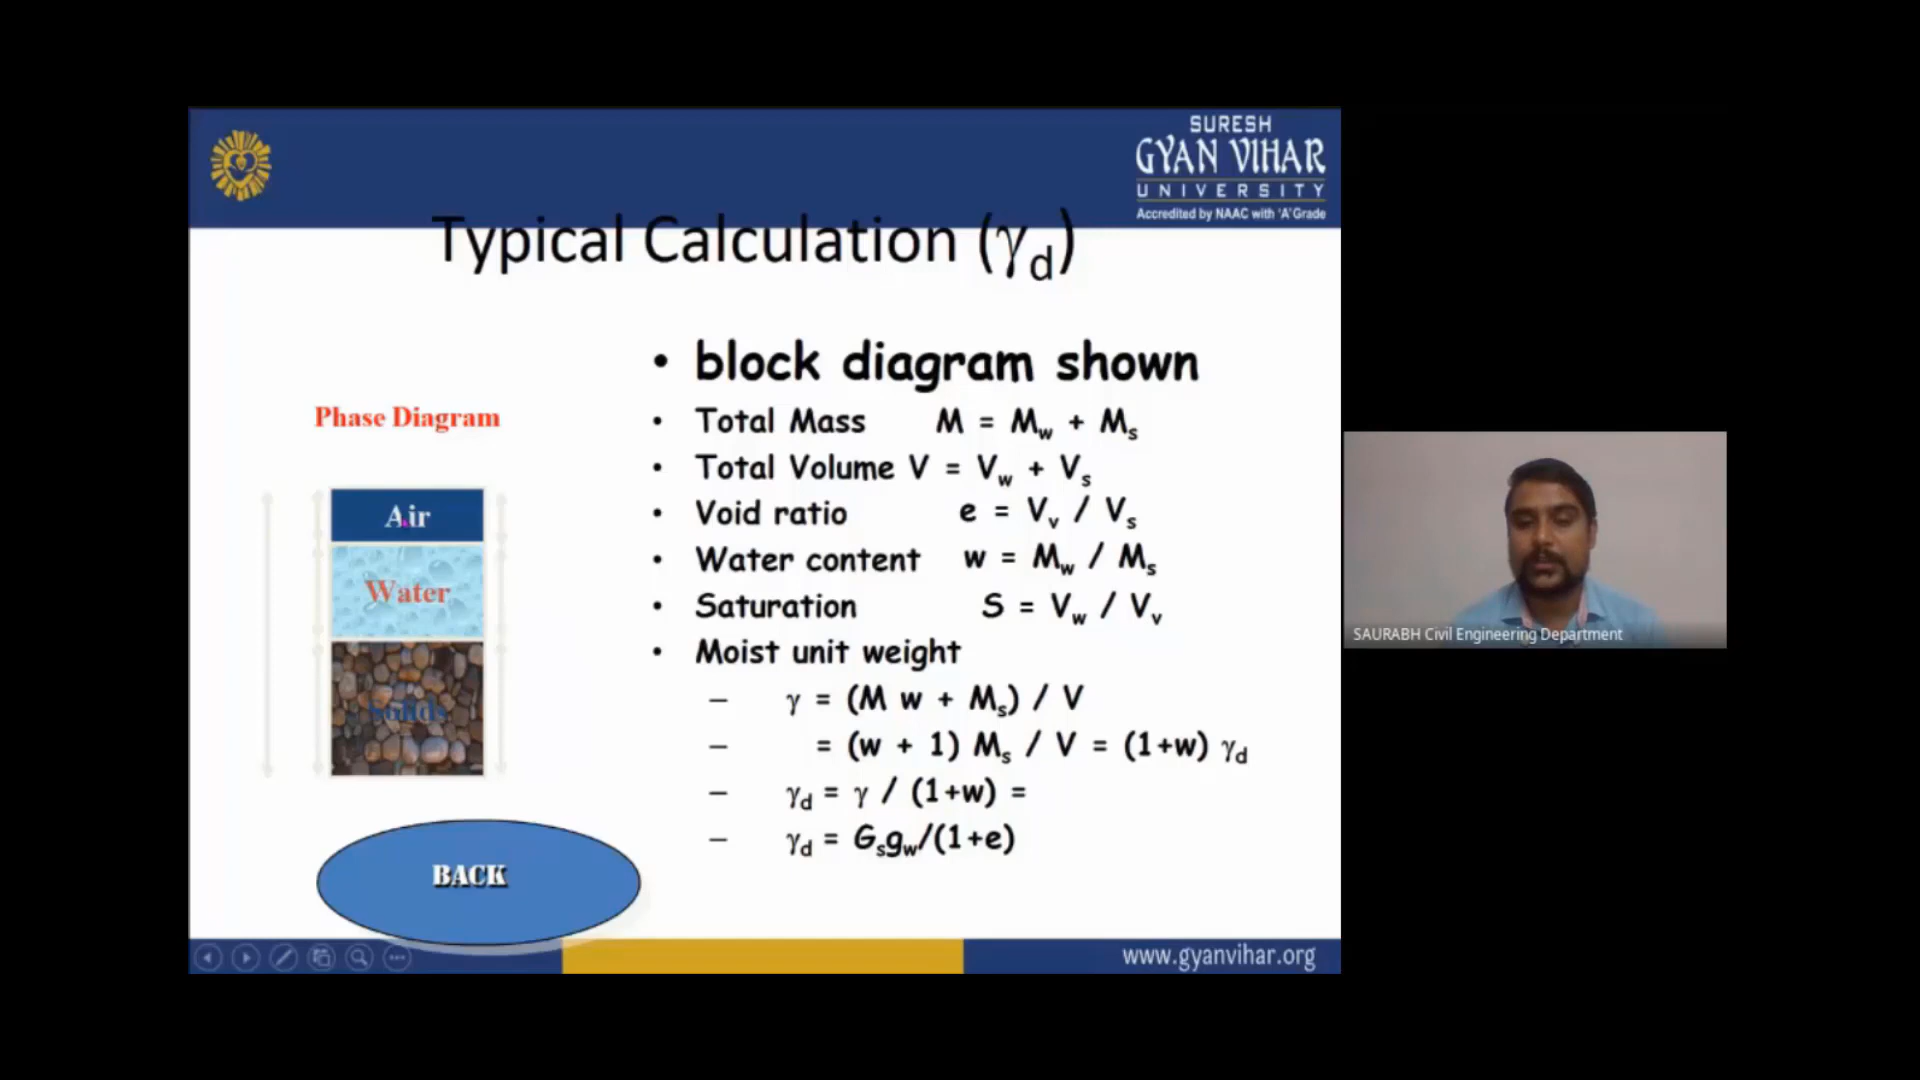 SURESH
GYAN VIHAR
UNIVERSITY
Accredited by NAAC with 'A' Grade
Typical Calculation (γd)
• block diagram shown
Phase Diagram
• Total Mass M = Mw + Ms
• Total Volume V = Vw + Vs
• Void ratio e = Vv / Vs
• Water content w = Mw / Ms
• Saturation S = Vw / Vv
• Moist unit weight
– γ = (M w + Ms) / V
– = (w + 1) Ms / V = (1+w) γd
– γd = γ / (1+w) =
– γd = Gsgw/(1+e)
Air
Water
Solids
BACK
www.gyanvihar.org
SAURABH Civil Engineering Department